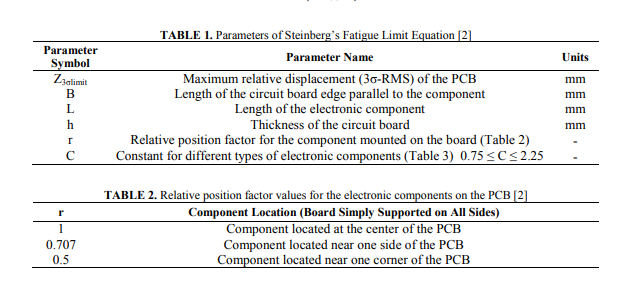 TABLE 1. Parameters of Steinberg's Fatigue Limit Equation [2]
Parameter Symbol Parameter Name Units
Z3σlimit Maximum relative displacement (3σ-RMS) of the PCB mm
B Length of the circuit board edge parallel to the component mm
L Length of the electronic component mm
h Thickness of the circuit board mm
r Relative position factor for the component mounted on the board (Table 2) -
C Constant for different types of electronic components (Table 3) 0.75 ≤ C ≤ 2.25 -
TABLE 2. Relative position factor values for the electronic components on the PCB [2]
r Component Location (Board Simply Supported on All Sides)
1 Component located at the center of the PCB
0.707 Component located near one side of the PCB
0.5 Component located near one corner of the PCB